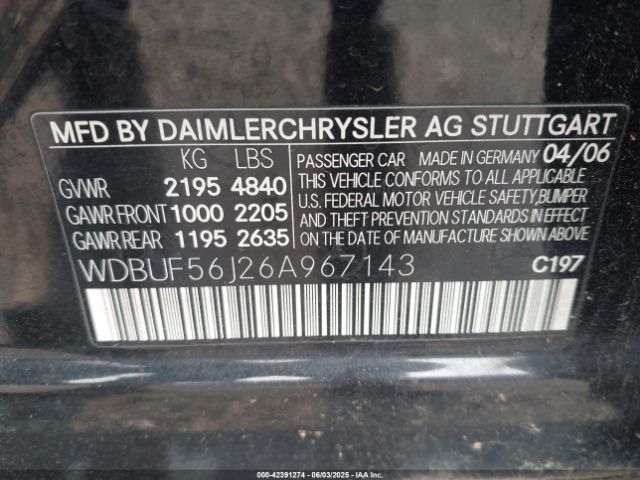 MFD BY DAIMLERCHRYSLER AG STUTTGART
KG LBS
GVWR 2195 4840
GAWR FRONT 1000 2205
GAWR REAR 1195 2635
PASSENGER CAR MADE IN GERMANY 04/06
THIS VEHICLE CONFORMS TO ALL APPLICABLE
U.S. FEDERAL MOTOR VEHICLE SAFETY, BUMPER
AND THEFT PREVENTION STANDARDS IN EFFECT
ON DATE OF MANUFACTURE SHOWN ABOVE
WDBUF56J26A967143 C197
000-42391274 | 06/03/2025 | IAA Inc.